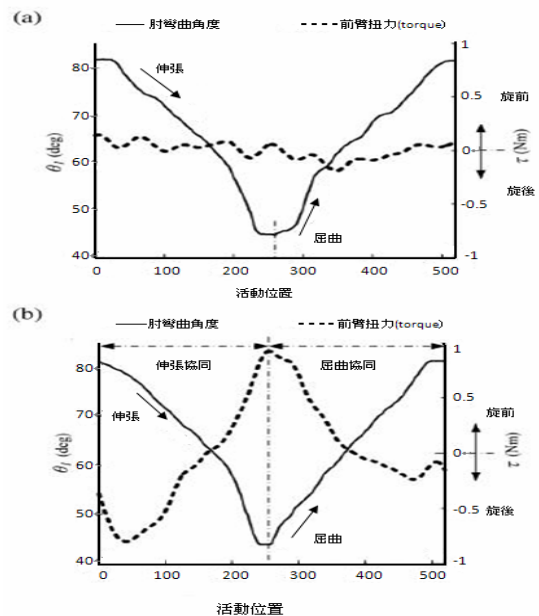 (a)
肘彎曲角度 前臂扭力(torque)
伸張
屈曲
80
70
60
50
40
θ₁ (deg)
0 100 200 300 400 500
活動位置
1
0.5
0
-0.5
-1
旋前
τ (Nm)
旋後
(b)
肘彎曲角度 前臂扭力(torque)
伸張協同 屈曲協同
伸張
屈曲
80
70
60
50
40
θ₁ (deg)
0 100 200 300 400 500
活動位置
1
0.5
0
-0.5
-1
旋前
τ (Nm)
旋後